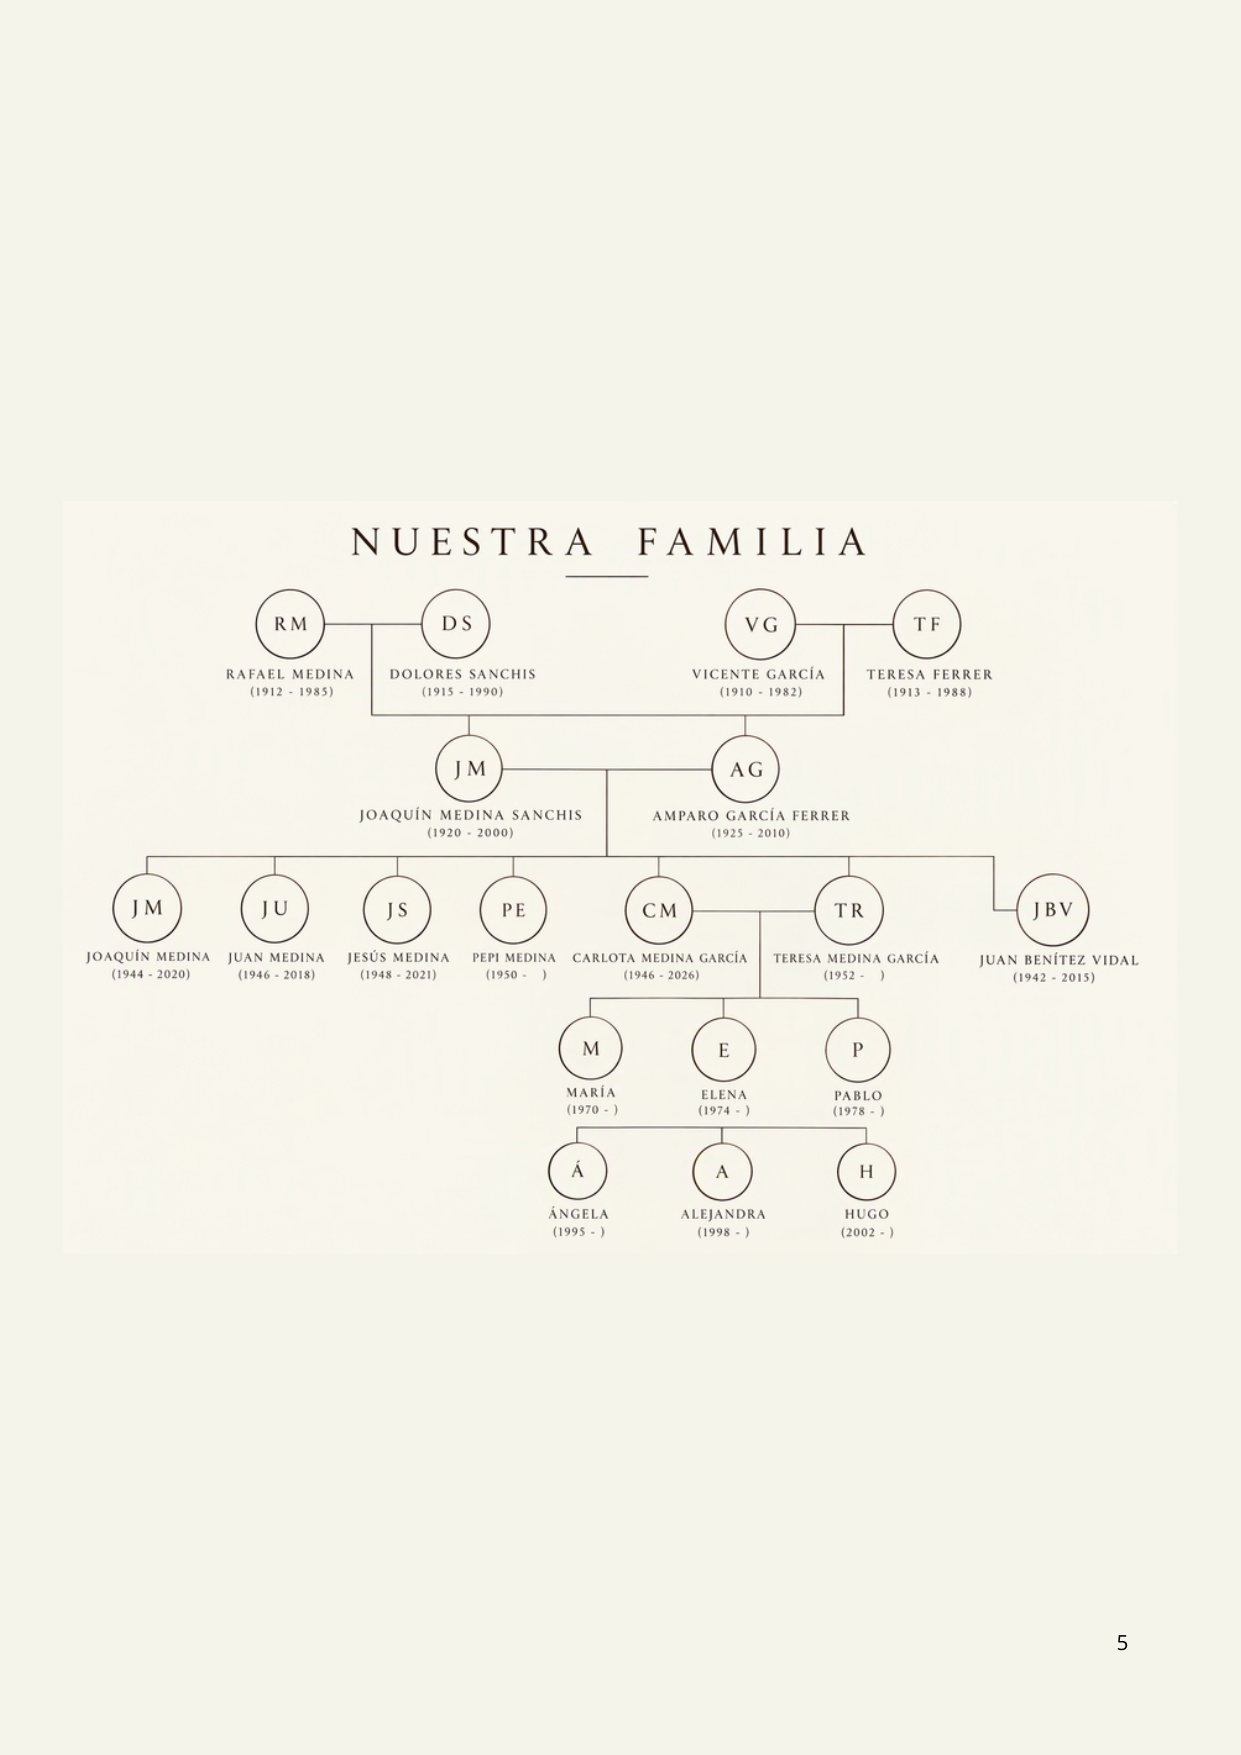 NUESTRA FAMILIA
RM DS VG TF
RAFAEL MEDINA DOLORES SANCHIS VICENTE GARCÍA TERESA FERRER
(1912 - 1985) (1915 - 1990) (1910 - 1982) (1913 - 1988)
JM AG
JOAQUÍN MEDINA SANCHIS AMPARO GARCÍA FERRER
(1920 - 2000) (1925 - 2010)
JM JU JS PE CM TR JBV
JOAQUÍN MEDINA JUAN MEDINA JESÚS MEDINA PEPI MEDINA CARLOTA MEDINA GARCÍA TERESA MEDINA GARCÍA JUAN BENÍTEZ VIDAL
(1944 - 2020) (1946 - 2018) (1948 - 2021) (1950 - ) (1946 - 2026) (1952 - ) (1942 - 2015)
M E P
MARÍA ELENA PABLO
(1970 - ) (1974 - ) (1978 - )
Á A H
ÁNGELA ALEJANDRA HUGO
(1995 - ) (1998 - ) (2002 - )
5